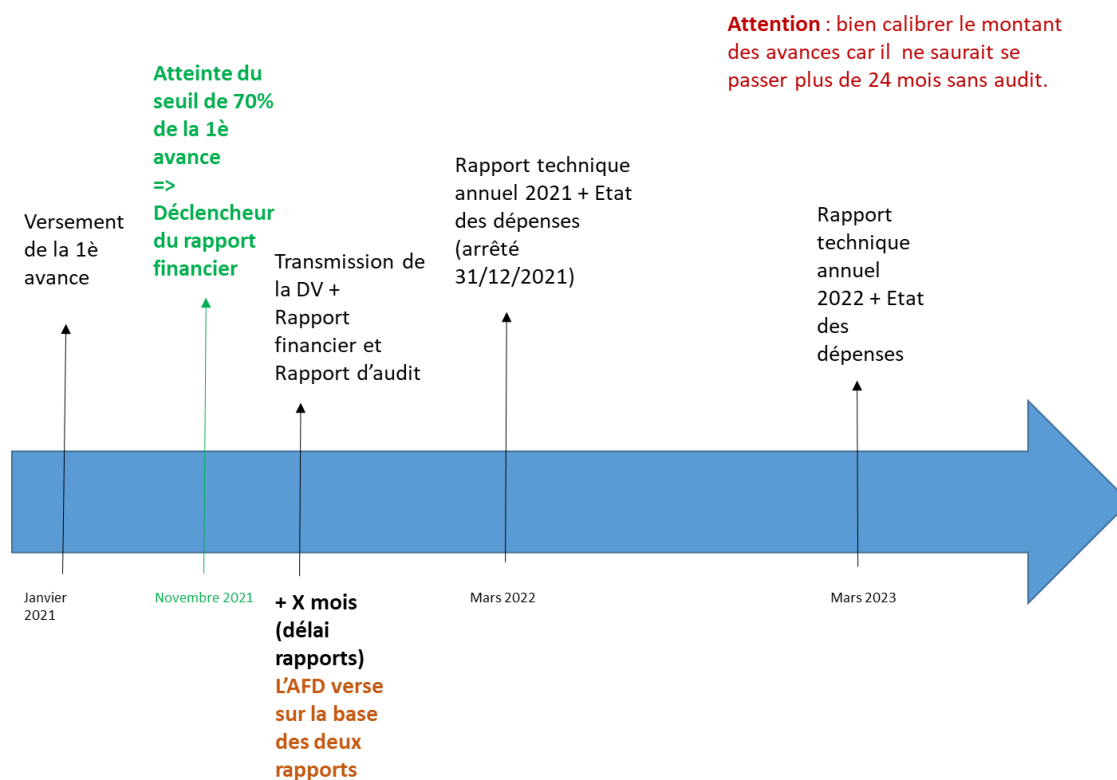 Attention : bien calibrer le montant
des avances car il ne saurait se
passer plus de 24 mois sans audit.
Versement
de la 1è
avance
Atteinte du
seuil de 70%
de la 1è
avance
=>
Déclencheur
du rapport
financier
Transmission de
la DV +
Rapport
financier et
Rapport d’audit
Rapport technique
annuel 2021 + Etat
des dépenses
(arrêté
31/12/2021)
Rapport
technique
annuel
2022 + Etat
des
dépenses
Janvier
2021
Novembre 2021
+ X mois
(délai
rapports)
L’AFD verse
sur la base
des deux
rapports
Mars 2022
Mars 2023